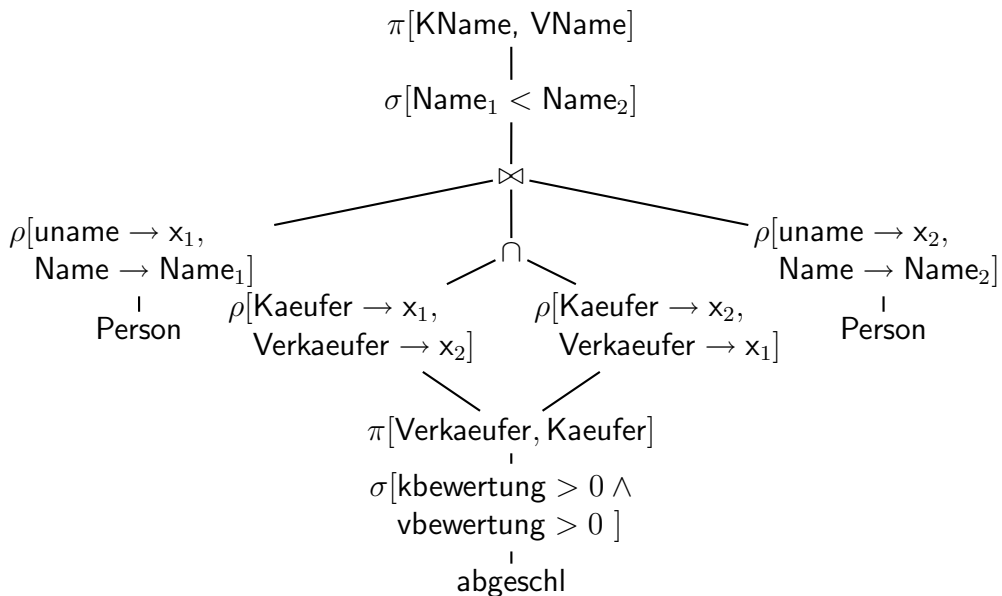 π[KName, VName]
σ[Name₁ < Name₂]
⋈
ρ[uname → x₁,
Name → Name₁]
Person
∩
ρ[uname → x₂,
Name → Name₂]
Person
ρ[Kaeufer → x₁,
Verkaeufer → x₂]
ρ[Kaeufer → x₂,
Verkaeufer → x₁]
π[Verkaeufer, Kaeufer]
σ[kbewertung > 0 ∧
vbewertung > 0 ]
abgeschl